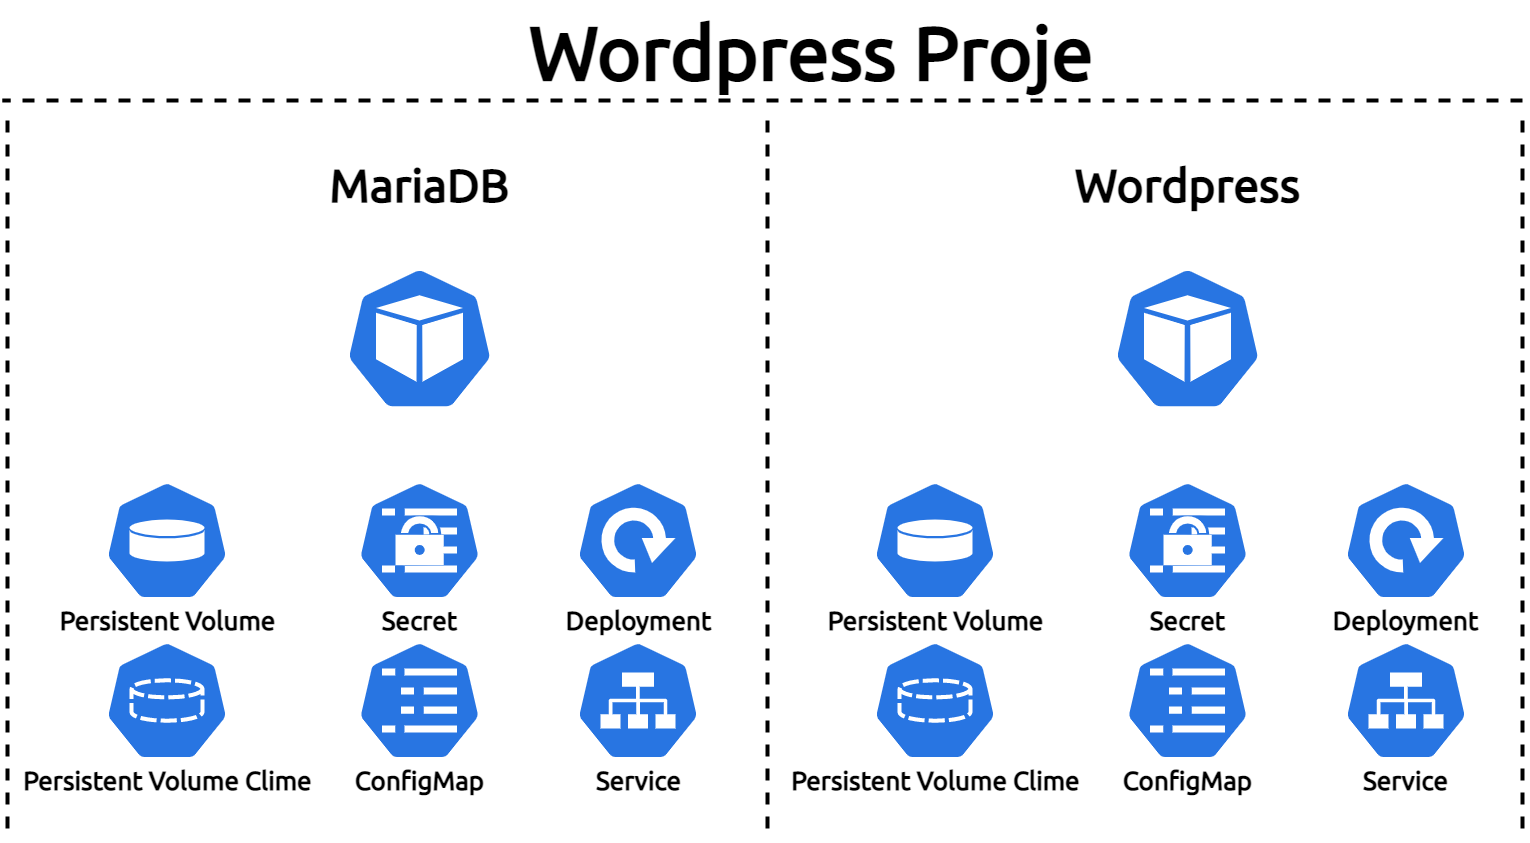 Wordpress Proje
MariaDB
Persistent Volume
Secret
Deployment
Persistent Volume Clime
ConfigMap
Service
Wordpress
Persistent Volume
Secret
Deployment
Persistent Volume Clime
ConfigMap
Service